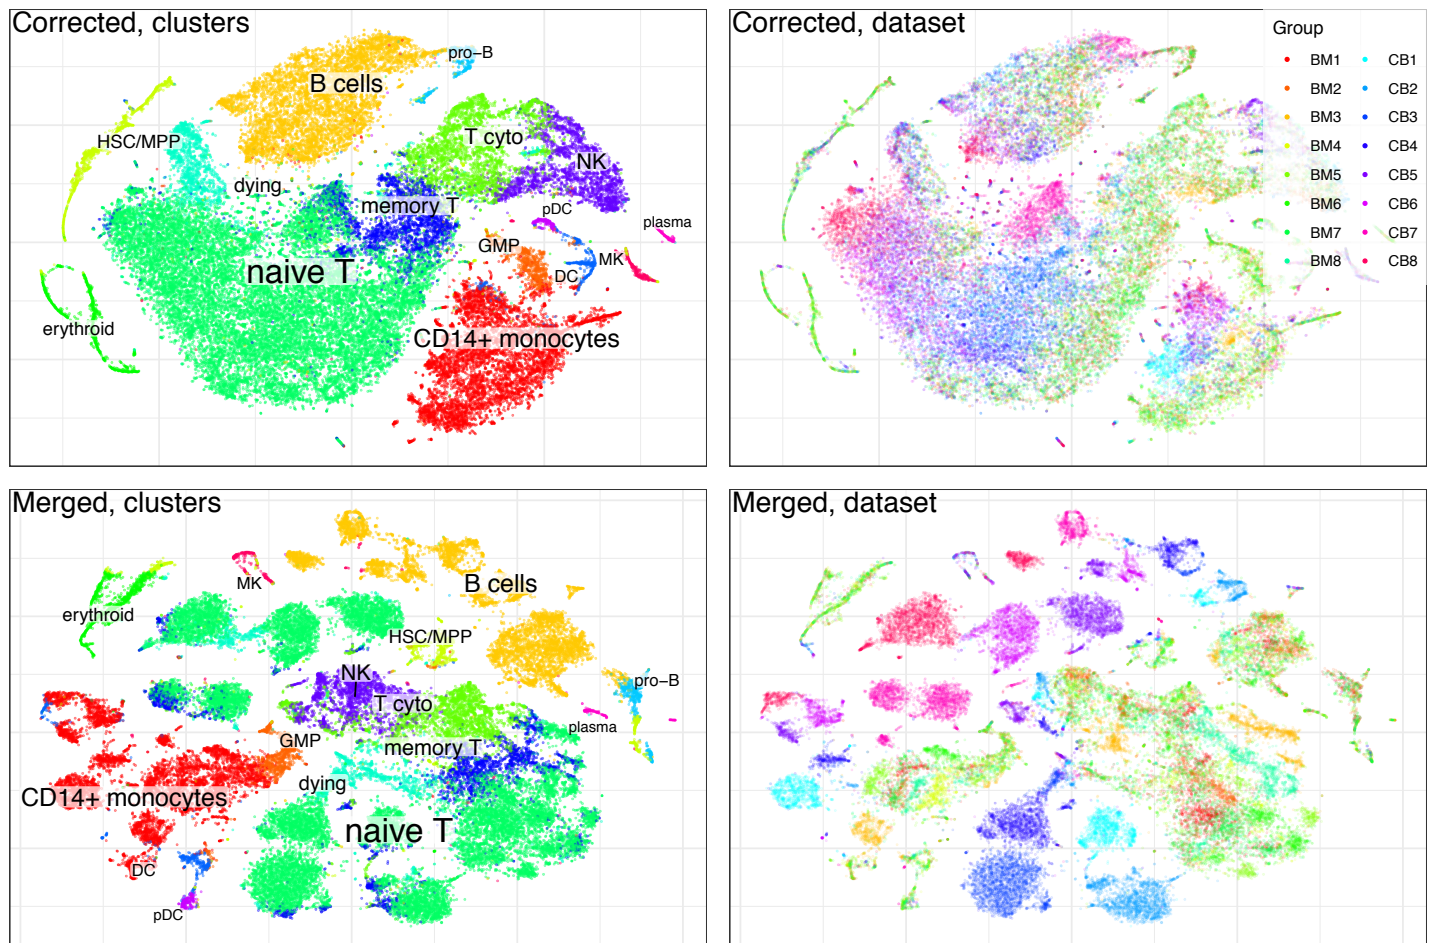 Corrected, clusters
pro-B
B cells
HSC/MPP
T cyto
NK
dying
memory T
pDC
plasma
GMP
MK
naive T
DC
erythroid
CD14+ monocytes
Corrected, dataset
Group
BM1 CB1
BM2 CB2
BM3 CB3
BM4 CB4
BM5 CB5
BM6 CB6
BM7 CB7
BM8 CB8
Merged, clusters
MK
B cells
erythroid
HSC/MPP
NK
pro-B
T cyto
plasma
GMP
memory T
dying
CD14+ monocytes
naive T
DC
pDC
Merged, dataset